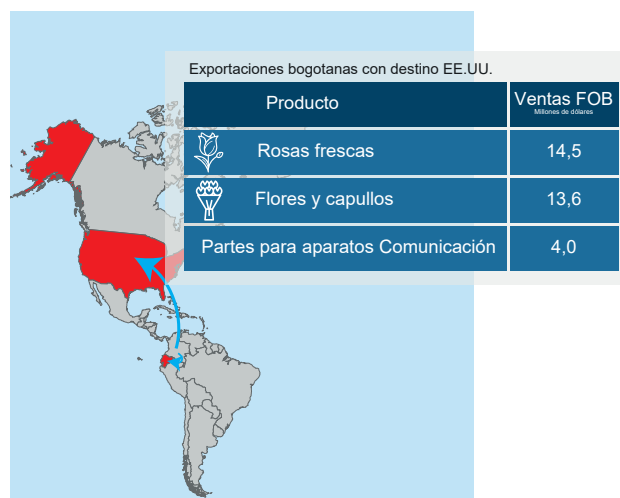 Exportaciones bogotanas con destino EE.UU.
Producto
Ventas FOB
Millones de dólares
Rosas frescas
14,5
Flores y capullos
13,6
Partes para aparatos Comunicación
4,0